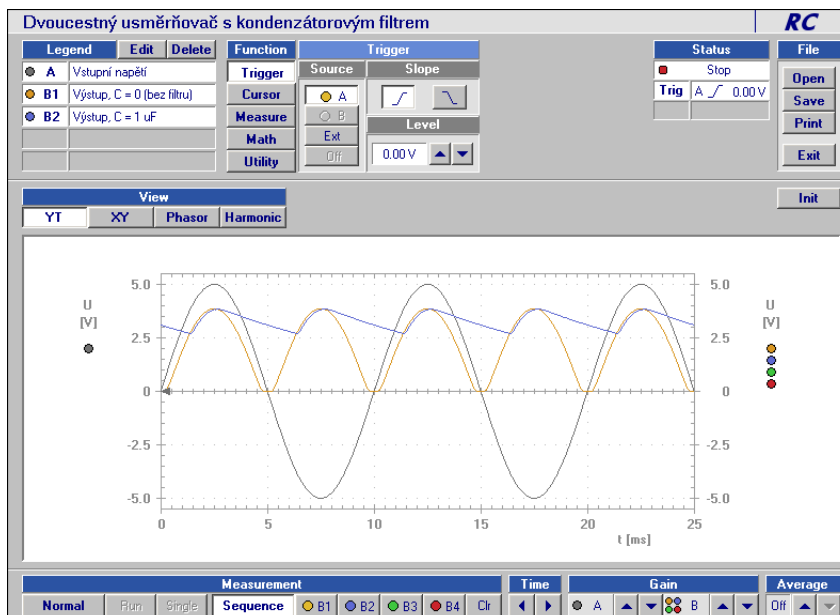 Dvoucestný usměrňovač s kondenzátorovým filtrem
RC
Legend Edit Delete
A Vstupní napětí
B1 Výstup, C = 0 (bez filtru)
B2 Výstup, C = 1 uF
Function
Trigger
Cursor
Measure
Math
Utility
Trigger
Source Slope
A
B
Ext
Off
Level
0.00 V
Status
Stop
Trig A 0.00 V
File
Open
Save
Print
Exit
Init
View
YT XY Phasor Harmonic
U
[V]
5.0
2.5
0
-2.5
-5.0
5.0
2.5
0
-2.5
-5.0
U
[V]
0 5 10 15 20 25
t [ms]
Measurement Time Gain Average
Normal Run Single Sequence B1 B2 B3 B4 Clr A B Off